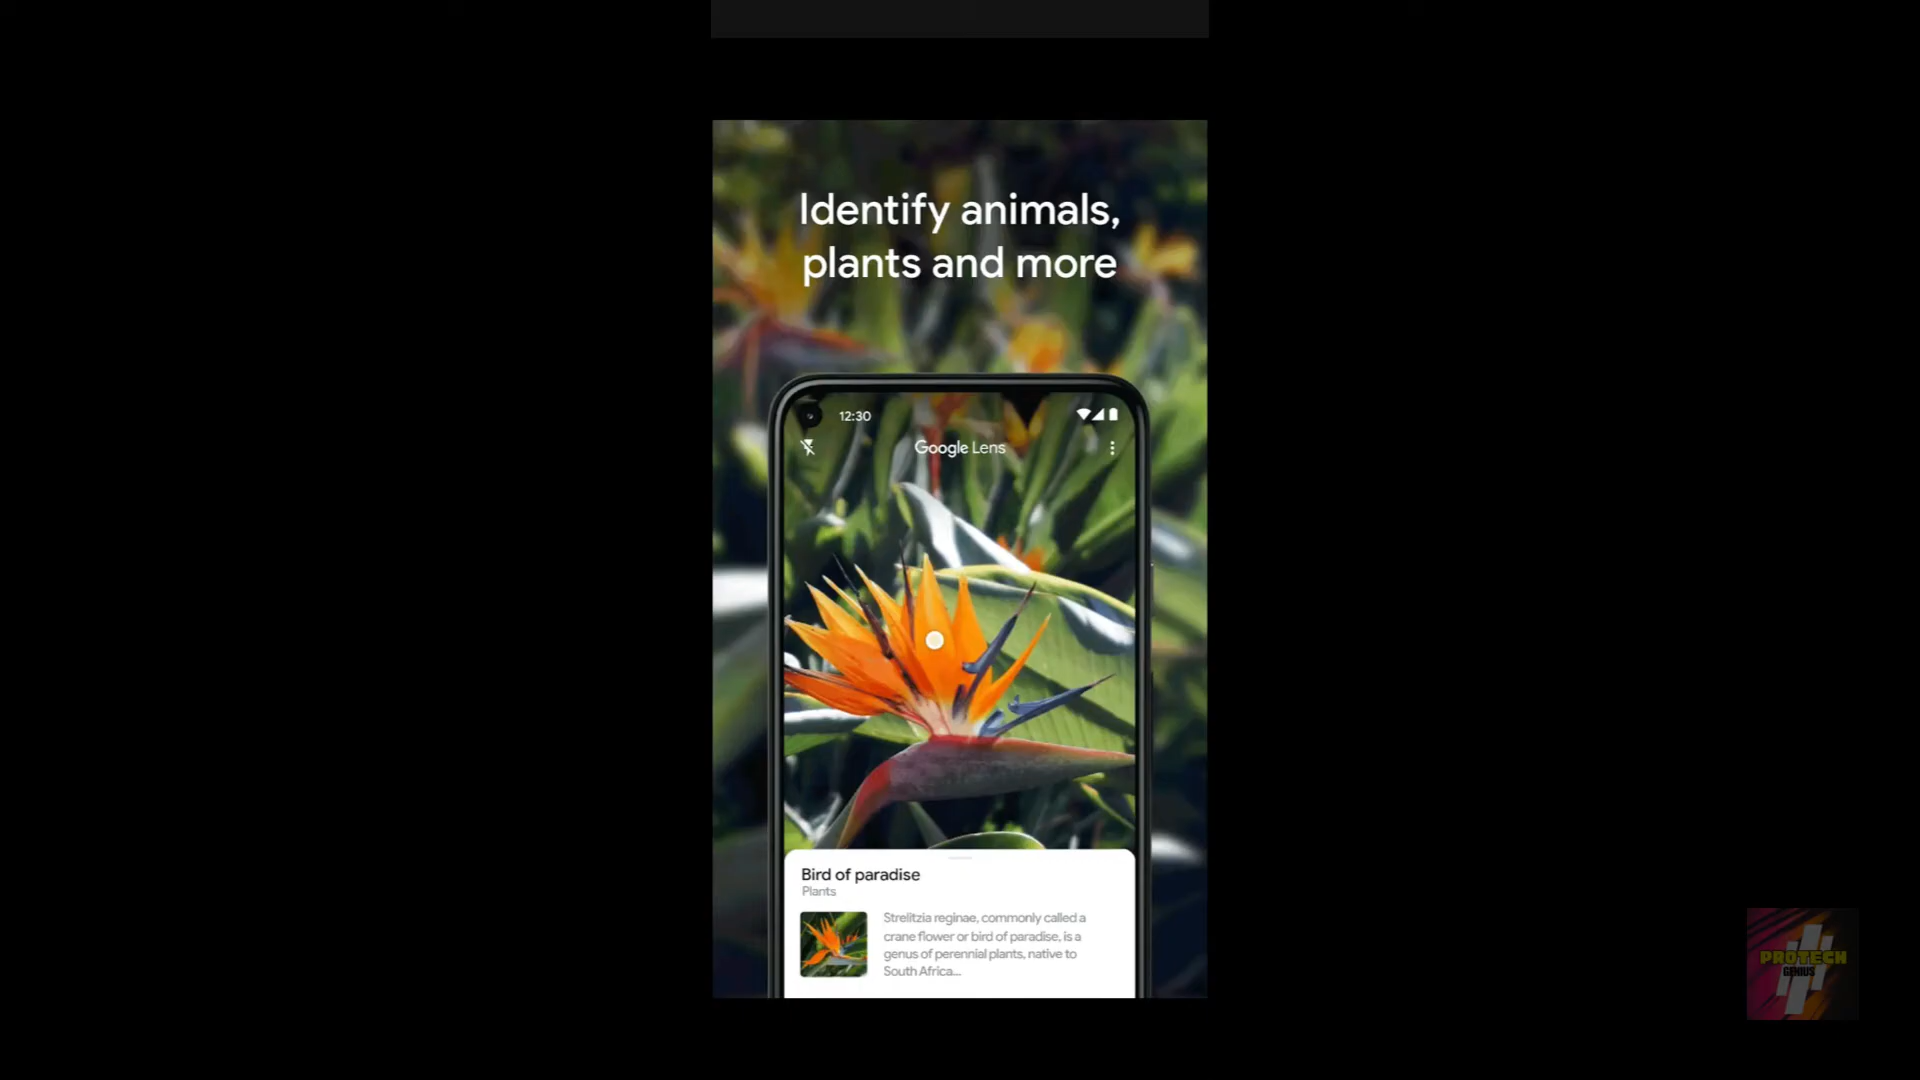 Identify animals,
plants and more
12:30
Google Lens
Bird of paradise
Plants
Strelitzia reginae, commonly called a
crane flower or bird of paradise, is a
genus of perennial plants, native to
South Africa...
PROTECH
GENIUS